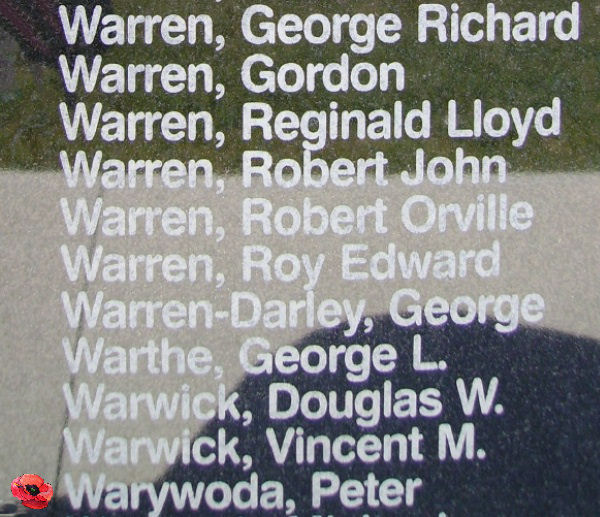 Warren, George Richard
Warren, Gordon
Warren, Reginald Lloyd
Warren, Robert John
Warren, Robert Orville
Warren, Roy Edward
Warren-Darley, George
Warthe, George L.
Warwick, Douglas W.
Warwick, Vincent M.
Warywoda, Peter